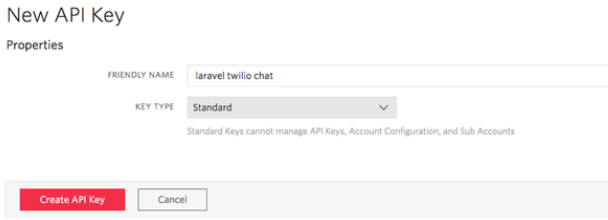 New API Key
Properties
FRIENDLY NAME laravel twilio chat
KEY TYPE Standard
Standard Keys cannot manage API Keys, Account Configuration, and Sub Accounts
Create API Key Cancel